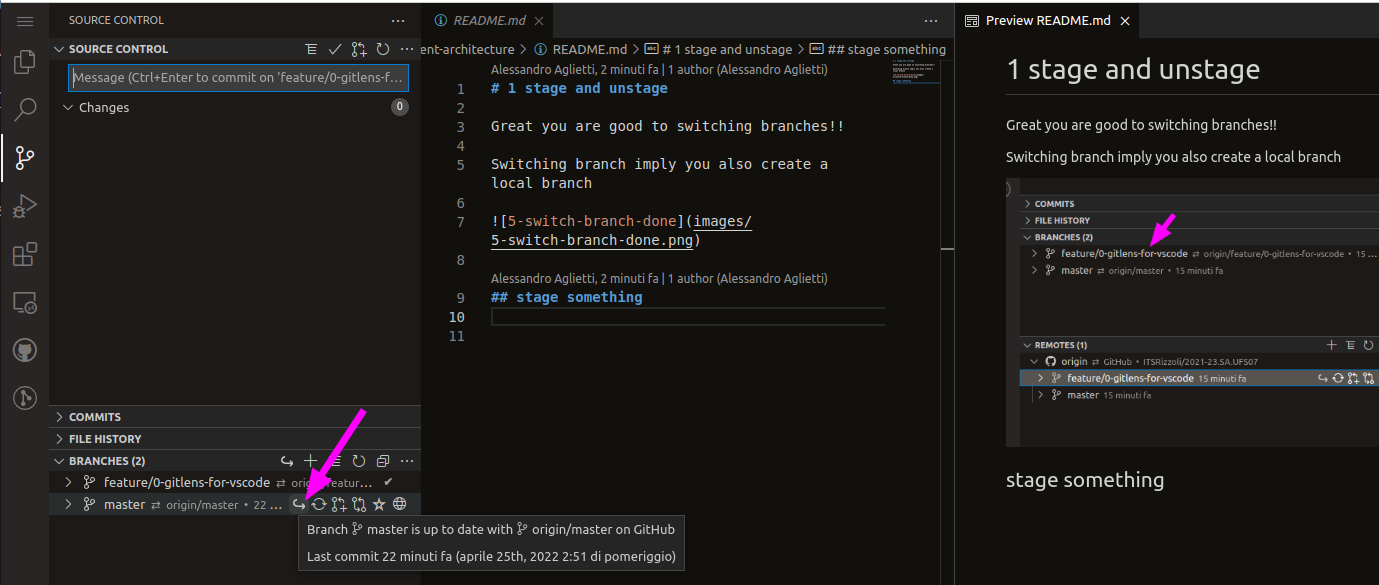 SOURCE CONTROL
SOURCE CONTROL
Message (Ctrl+Enter to commit on 'feature/0-gitlens-f...
Changes
0
COMMITS
FILE HISTORY
BRANCHES (2)
feature/0-gitlens-for-vscode
master origin/master • 22 ...
Branch master is up to date with origin/master on GitHub
Last commit 22 minuti fa (aprile 25th, 2022 2:51 di pomeriggio)
README.md
ent-architecture > README.md > # 1 stage and unstage > ## stage something
Alessandro Aglietti, 2 minuti fa | 1 author (Alessandro Aglietti)
1 # 1 stage and unstage
2
3 Great you are good to switching branches!!
4
5 Switching branch imply you also create a
local branch
6
7 ![5-switch-branch-done](images/
5-switch-branch-done.png)
8
Alessandro Aglietti, 2 minuti fa | 1 author (Alessandro Aglietti)
9 ## stage something
10
11
Preview README.md
1 stage and unstage
Great you are good to switching branches!!
Switching branch imply you also create a local branch
COMMITS
FILE HISTORY
BRANCHES (2)
feature/0-gitlens-for-vscode origin/feature/0-gitlens-for-vscode • 15 ...
master origin/master • 15 minuti fa
REMOTES (1)
origin GitHub • ITSRizzoli/2021-23.SA.UFS07
feature/0-gitlens-for-vscode 15 minuti fa
master 15 minuti fa
stage something